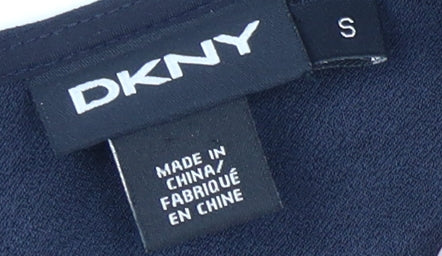 DKNY
S
MADE IN
CHINA/
FABRIQUÉ
EN CHINE